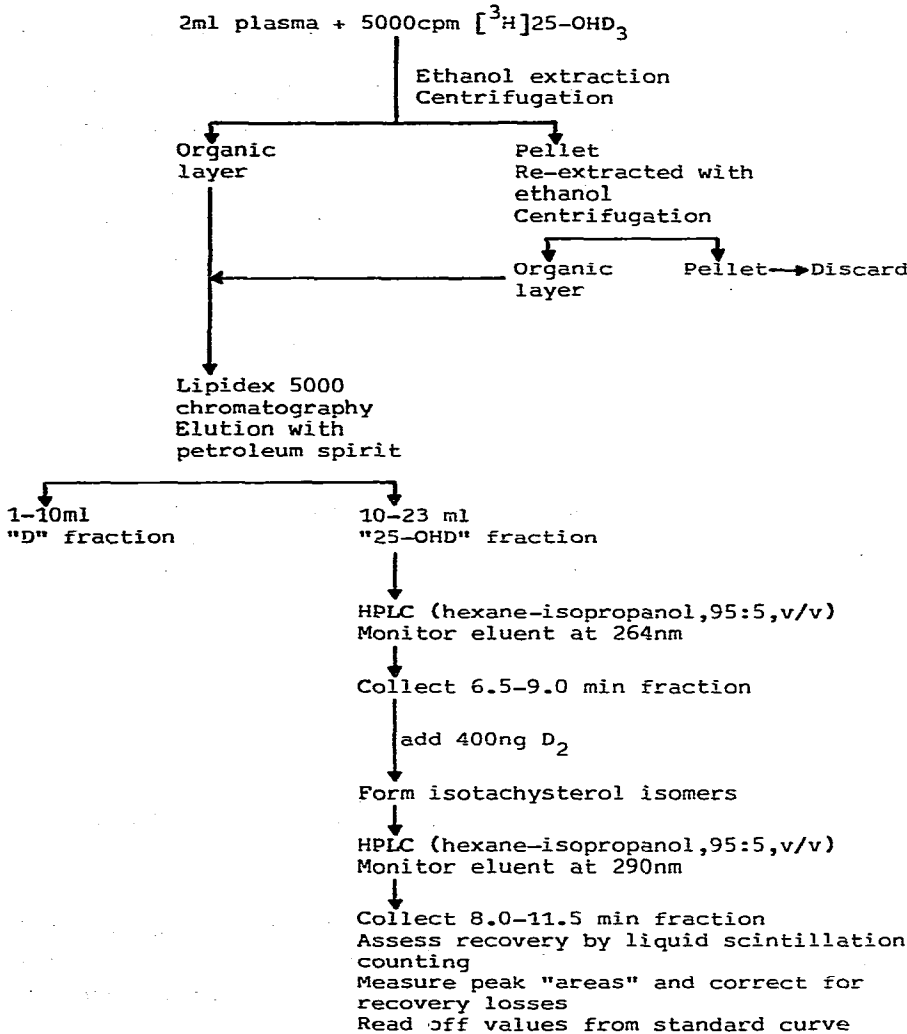 2ml plasma + 5000cpm [³H]25-OHD₃
Ethanol extraction
Centrifugation
Organic
layer
Pellet
Re-extracted with
ethanol
Centrifugation
Organic
layer
Pellet
Discard
Lipidex 5000
chromatography
Elution with
petroleum spirit
1-10ml
"D" fraction
10-23 ml
"25-OHD" fraction
HPLC (hexane-isopropanol,95:5,v/v)
Monitor eluent at 264nm
Collect 6.5-9.0 min fraction
add 400ng D₂
Form isotachysterol isomers
HPLC (hexane-isopropanol,95:5,v/v)
Monitor eluent at 290nm
Collect 8.0-11.5 min fraction
Assess recovery by liquid scintillation
counting
Measure peak "areas" and correct for
recovery losses
Read off values from standard curve